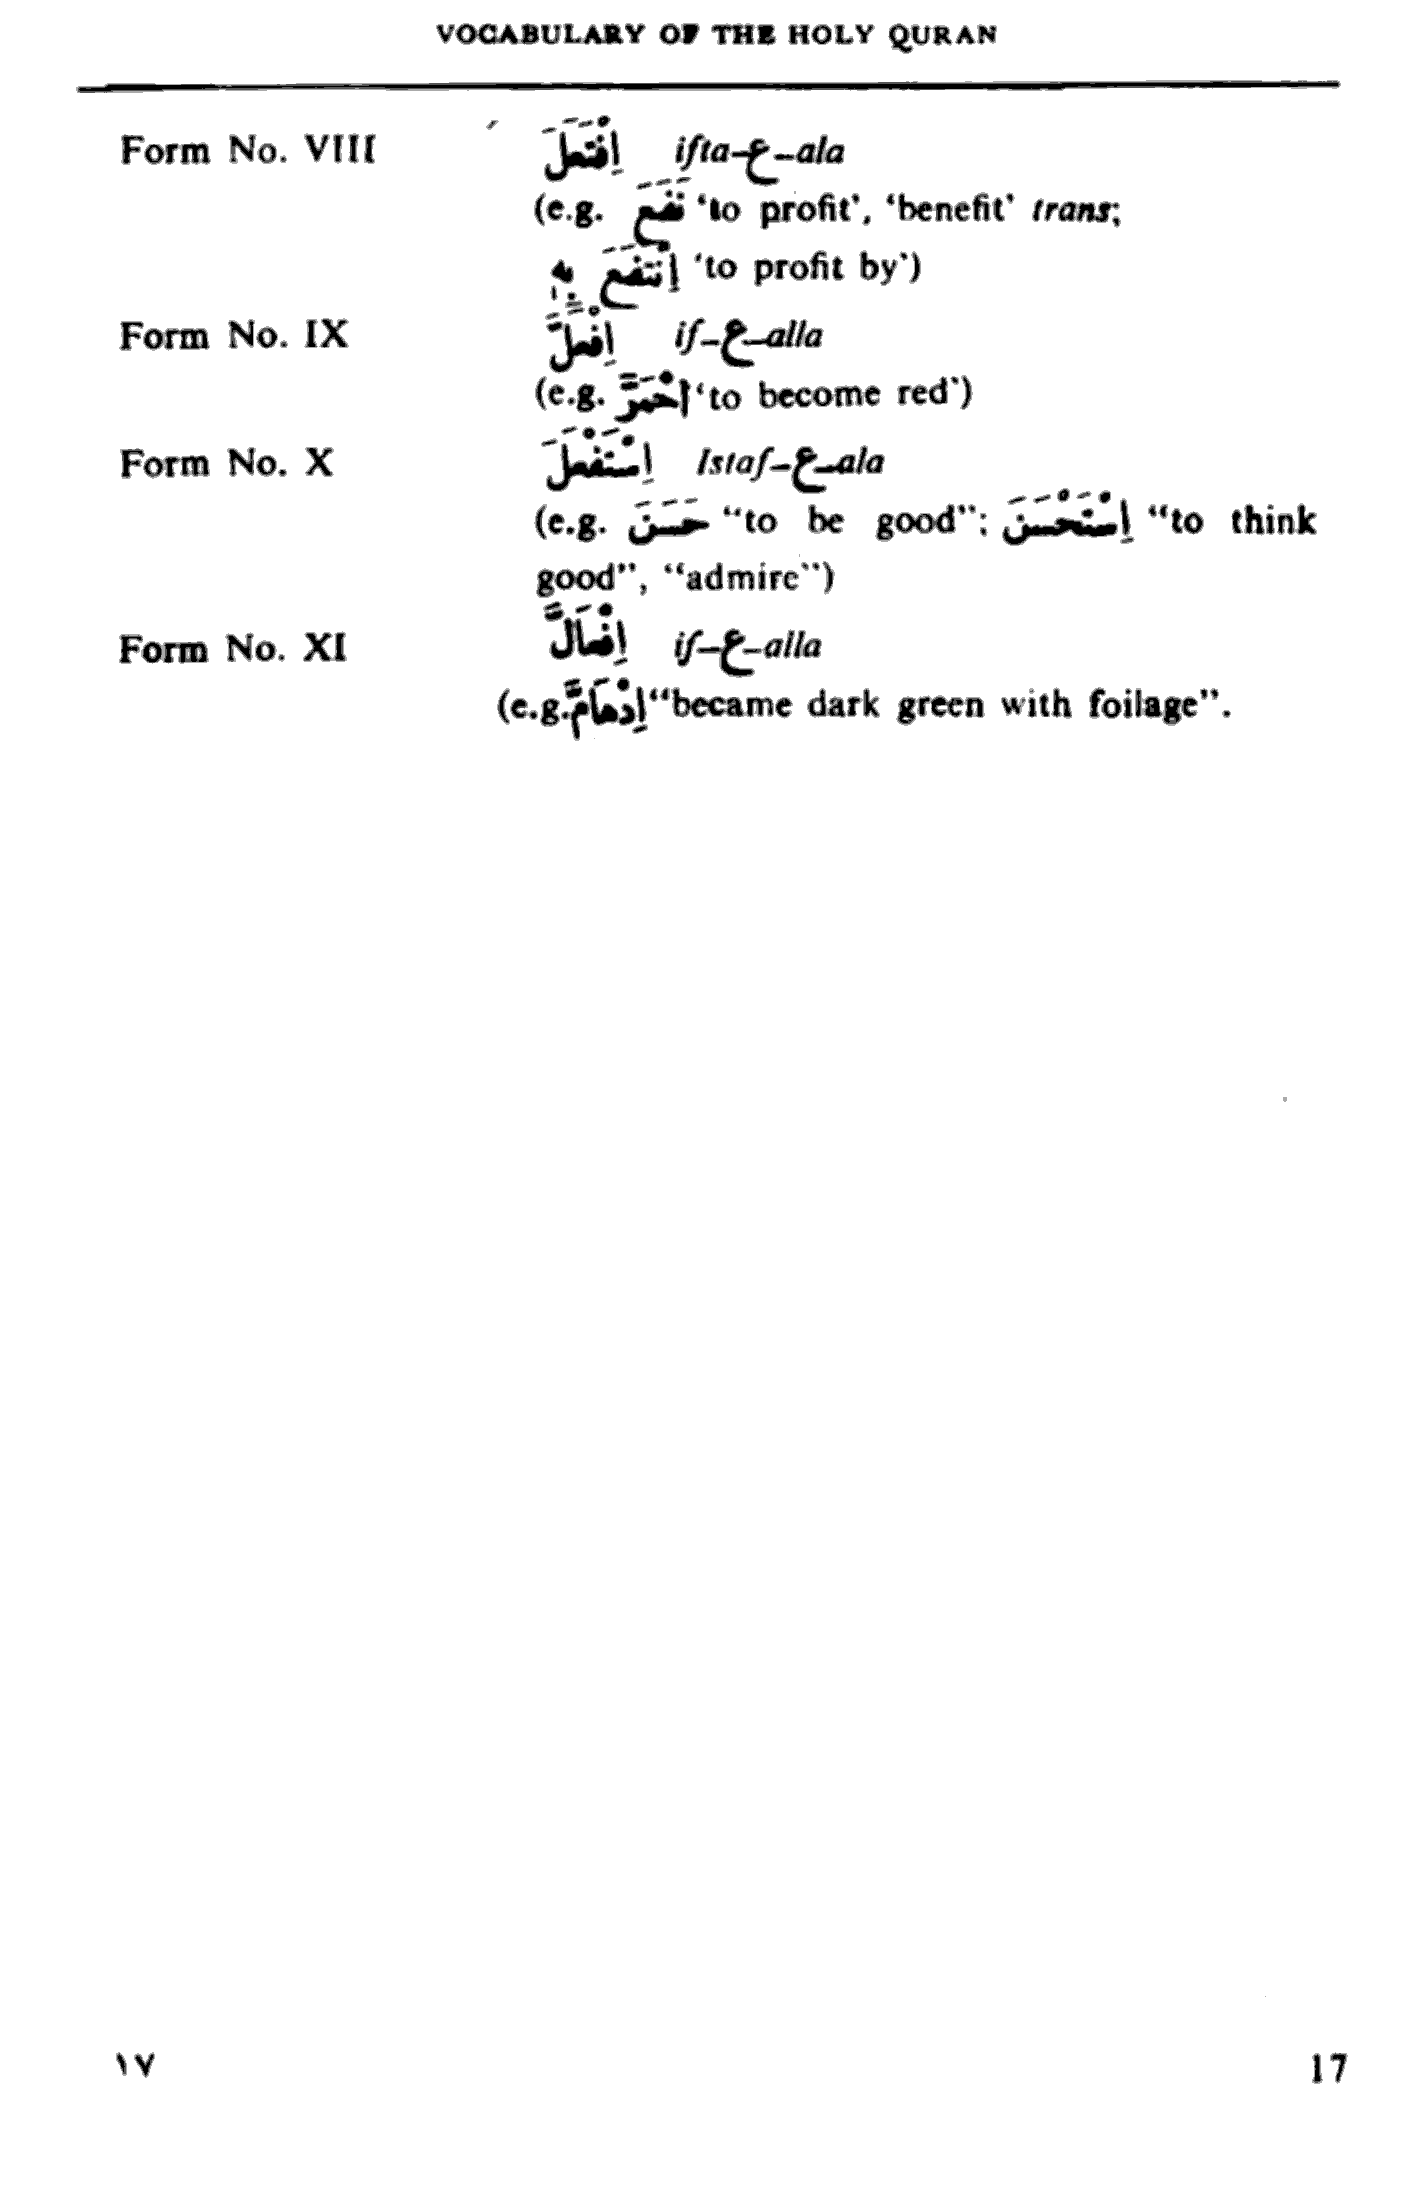 VOCABULARY OF THE HOLY QURAN
Form No. VIII اِفْتَعَلَ ifta-ع-ala
(e.g. نَفَعَ ‘to profit’, ‘benefit’ trans;
اِنْتَفَعَ بِهٖ ‘to profit by’)
Form No. IX اِفْعَلَّ if-ع-alla
(e.g. اِحْمَرَّ ‘to become red’)
Form No. X اِسْتَفْعَلَ Istaf-ع-ala
(e.g. حَسَنَ “to be good”; اِسْتَحْسَنَ “to think
good”, “admire”)
Form No. XI اِفْعَالَّ if-ع-alla
(e.g. اِدْهَامَّ “became dark green with foilage”.
١٧ 17